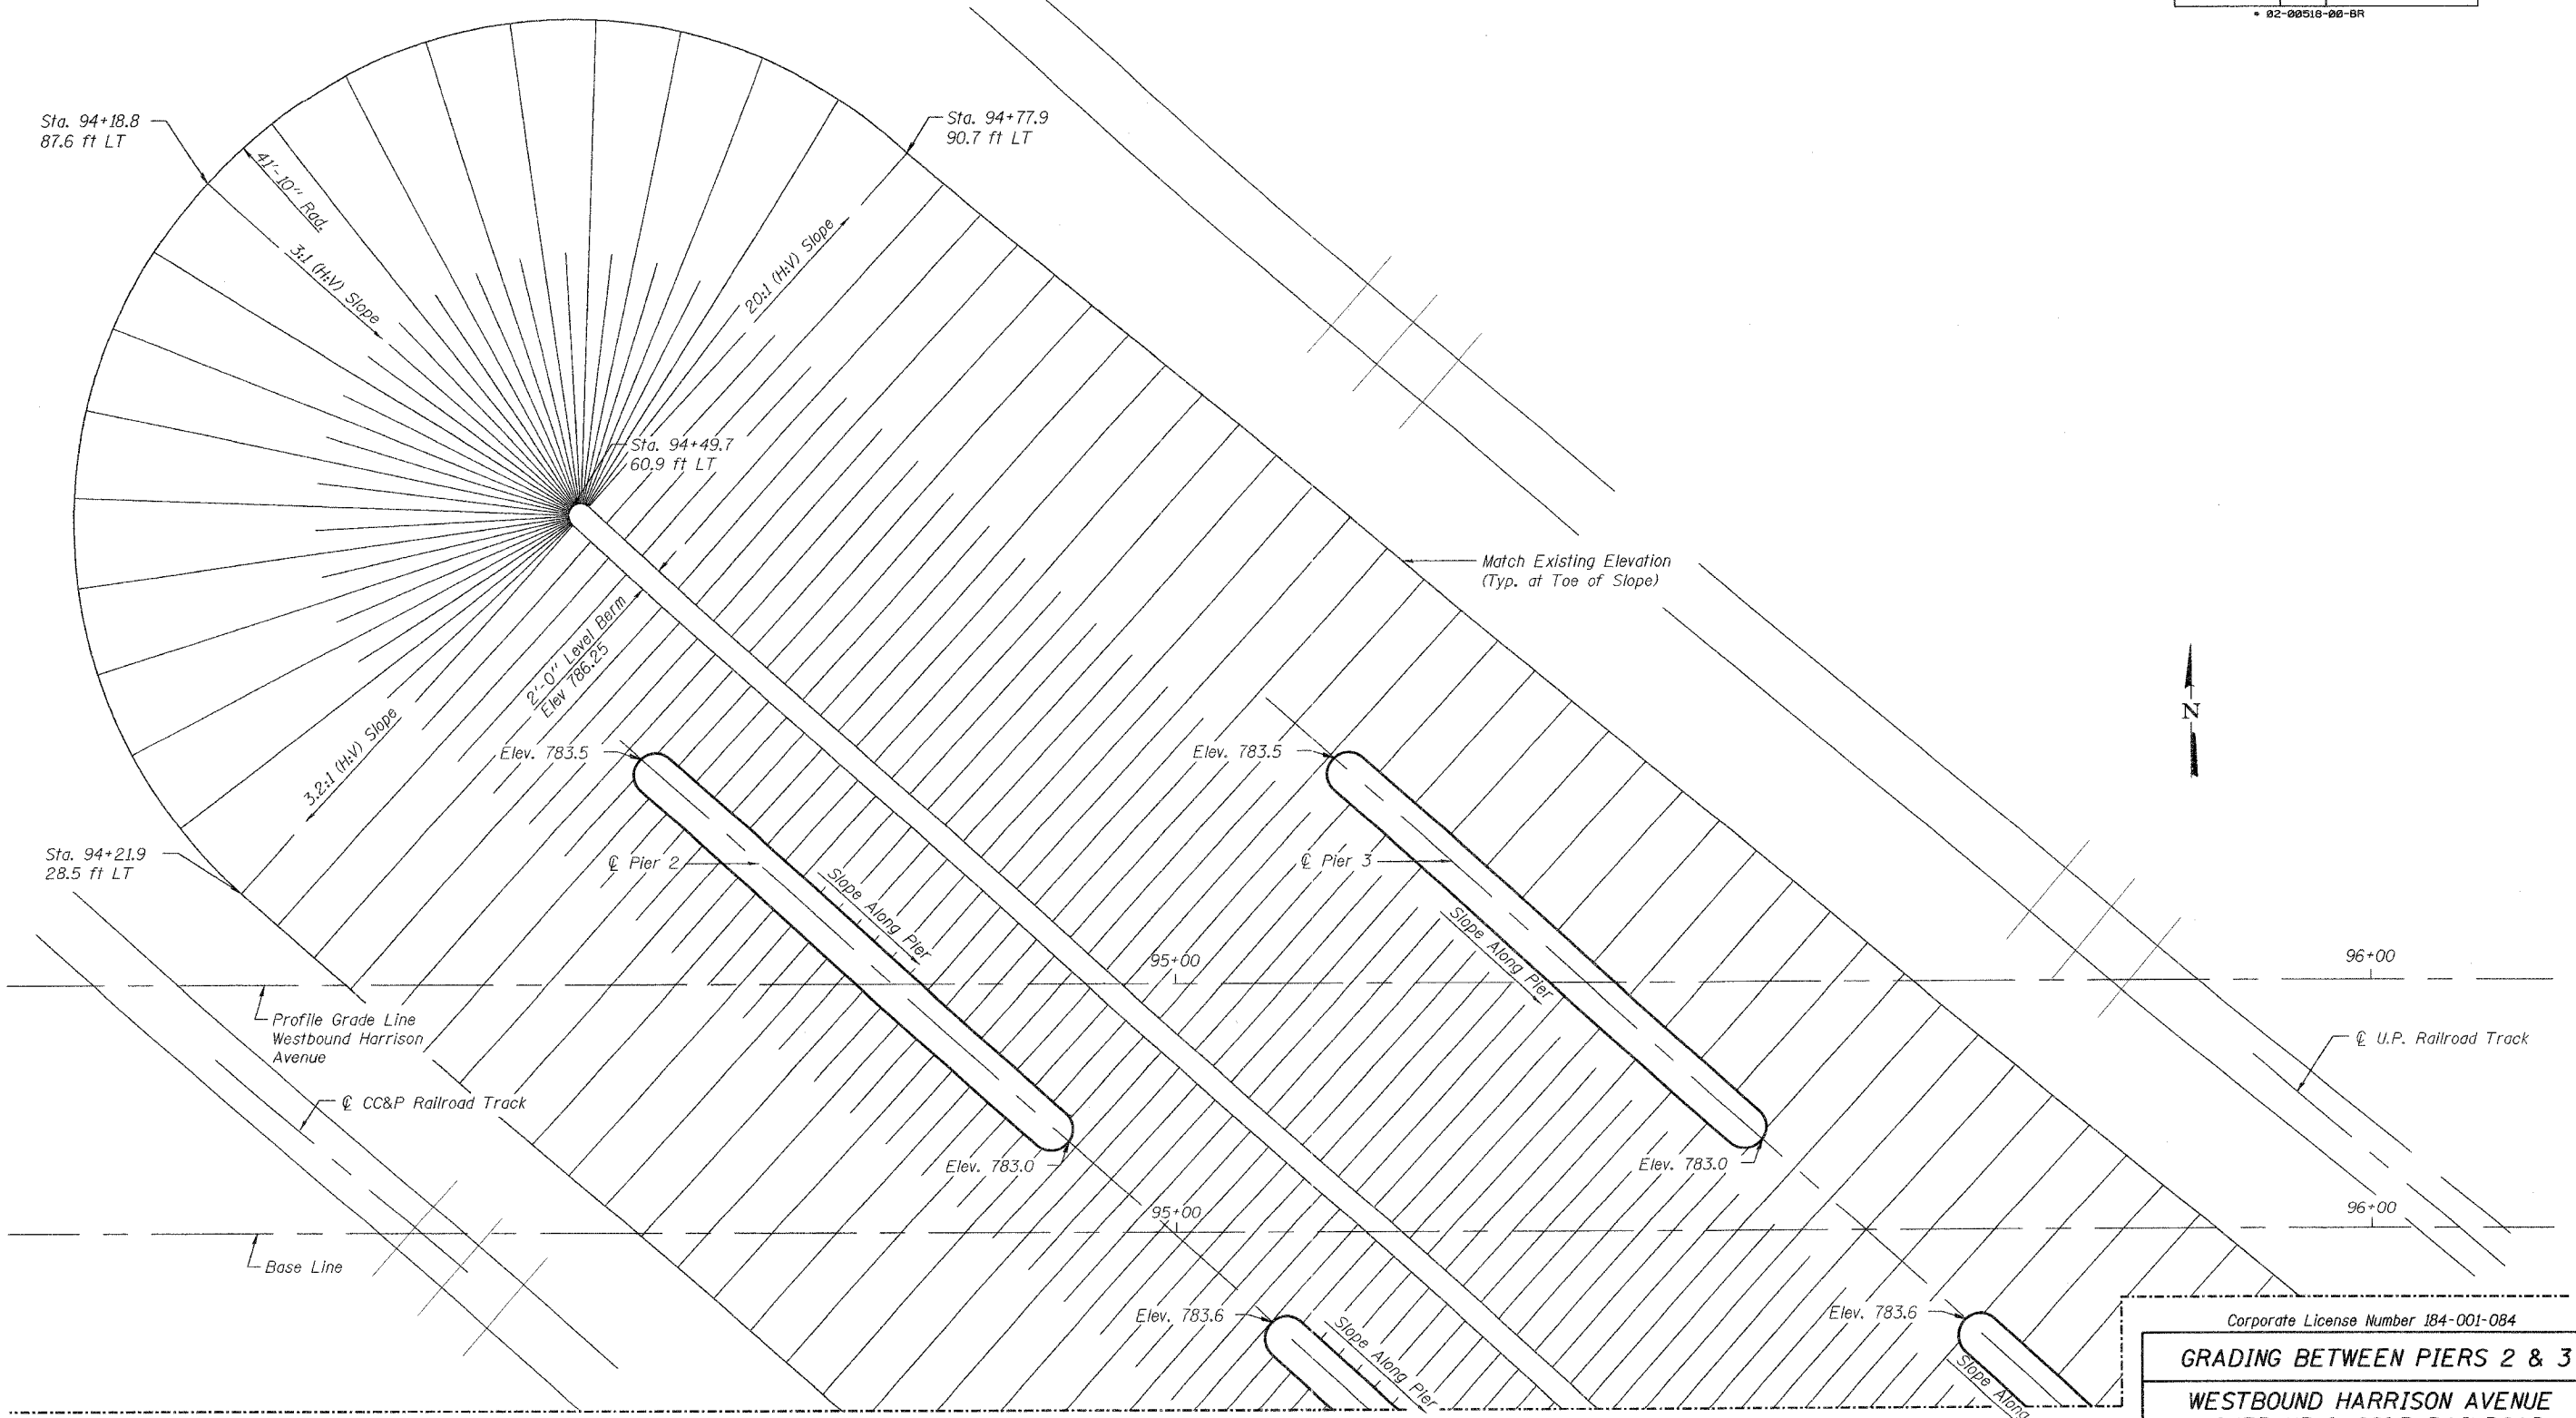 * 02-00518-00-BR
Sta. 94+18.8
87.6 ft LT
Sta. 94+77.9
90.7 ft LT
41'-10" Rad.
3:1 (H:V) Slope
20:1 (H:V) Slope
Sta. 94+49.7
60.9 ft LT
Match Existing Elevation
(Typ. at Toe of Slope)
2'-0" Level Berm
Elev 786.25
N
3.2:1 (H:V) Slope
Elev. 783.5
Elev. 783.5
Sta. 94+21.9
28.5 ft LT
℄ Pier 2
Slope Along Pier
℄ Pier 3
Slope Along Pier
95+00
96+00
Profile Grade Line
Westbound Harrison
Avenue
℄ U.P. Railroad Track
℄ CC&P Railroad Track
Elev. 783.0
Elev. 783.0
95+00
96+00
Base Line
Elev. 783.6
Slope Along Pier
Elev. 783.6
Slope Along
Corporate License Number 184-001-084
GRADING BETWEEN PIERS 2 & 3
WESTBOUND HARRISON AVENUE